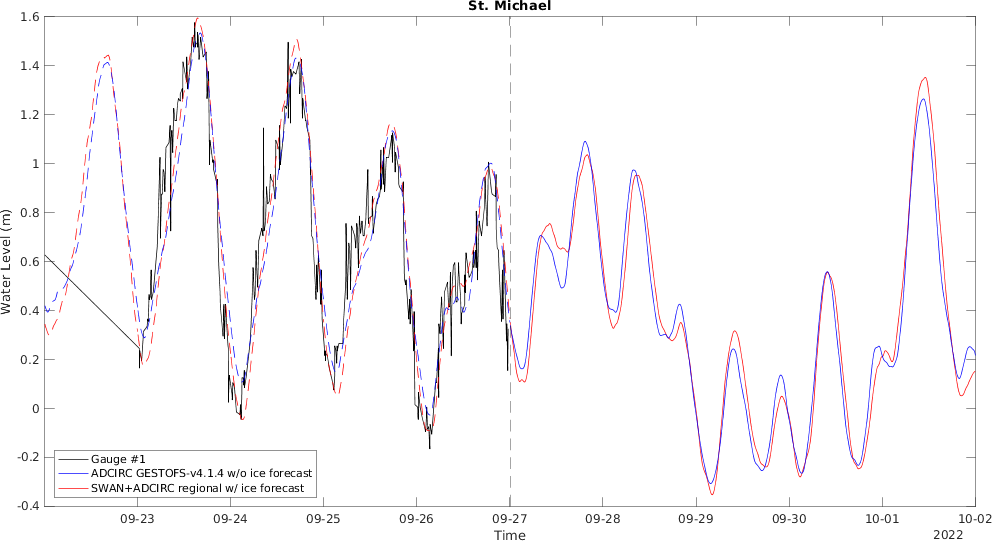 St. Michael
1.6
1.4
1.2
1
0.8
0.6
0.4
0.2
0
-0.2
-0.4
Water Level (m)
Gauge #1
ADCIRC GESTOFS-v4.1.4 w/o ice forecast
SWAN+ADCIRC regional w/ ice forecast
09-23 09-24 09-25 09-26 09-27 09-28 09-29 09-30 10-01 10-02
Time
2022